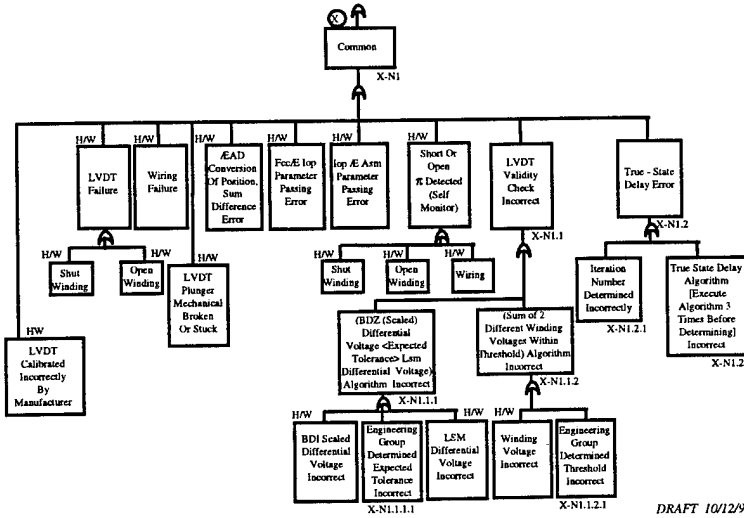 X
Common
X-N1
H/W
LVDT
Failure
H/W
Wiring
Failure
H/W
ÆAD
Conversion
Of Position,
Sum
Difference
Error
H/W
Fcc/Æ Iop
Parameter
Passing
Error
H/W
Iop Æ Asm
Parameter
Passing
Error
H/W
Short Or
Open
π Detected
(Self
Monitor)
LVDT
Validity
Check
Incorrect
X-N1.1
True - State
Delay Error
X-N1.2
H/W
Shut
Winding
H/W
Open
Winding
H/W
LVDT
Plunger
Mechanical
Broken
Or Stuck
HW
LVDT
Calibrated
Incorrectly
By
Manufacturer
H/W
Shut
Winding
H/W
Open
Winding
H/W
Wiring
Iteration
Number
Determined
Incorrectly
X-N1.2.1
True State Delay
Algorithm
[Execute
Algorithm 3
Times Before
Determining]
Incorrect
X-N1.2
(BDZ (Scaled)
Differential
Voltage <Expected
Tolerance> Lsm
Differential Voltage)
Algorithm Incorrect
X-N1.1.1
(Sum of 2
Different Winding
Voltages Within
Threshold) Algorithm
Incorrect
X-N1.1.2
H/W
BDI Scaled
Differential
Voltage
Incorrect
Engineering
Group
Determined
Expected
Tolerance
Incorrect
X-N1.1.1.1
H/W
LSM
Differential
Voltage
Incorrect
H/W
Winding
Voltage
Incorrect
Engineering
Group
Determined
Threshold
Incorrect
X-N1.1.2.1
DRAFT 10/12/9